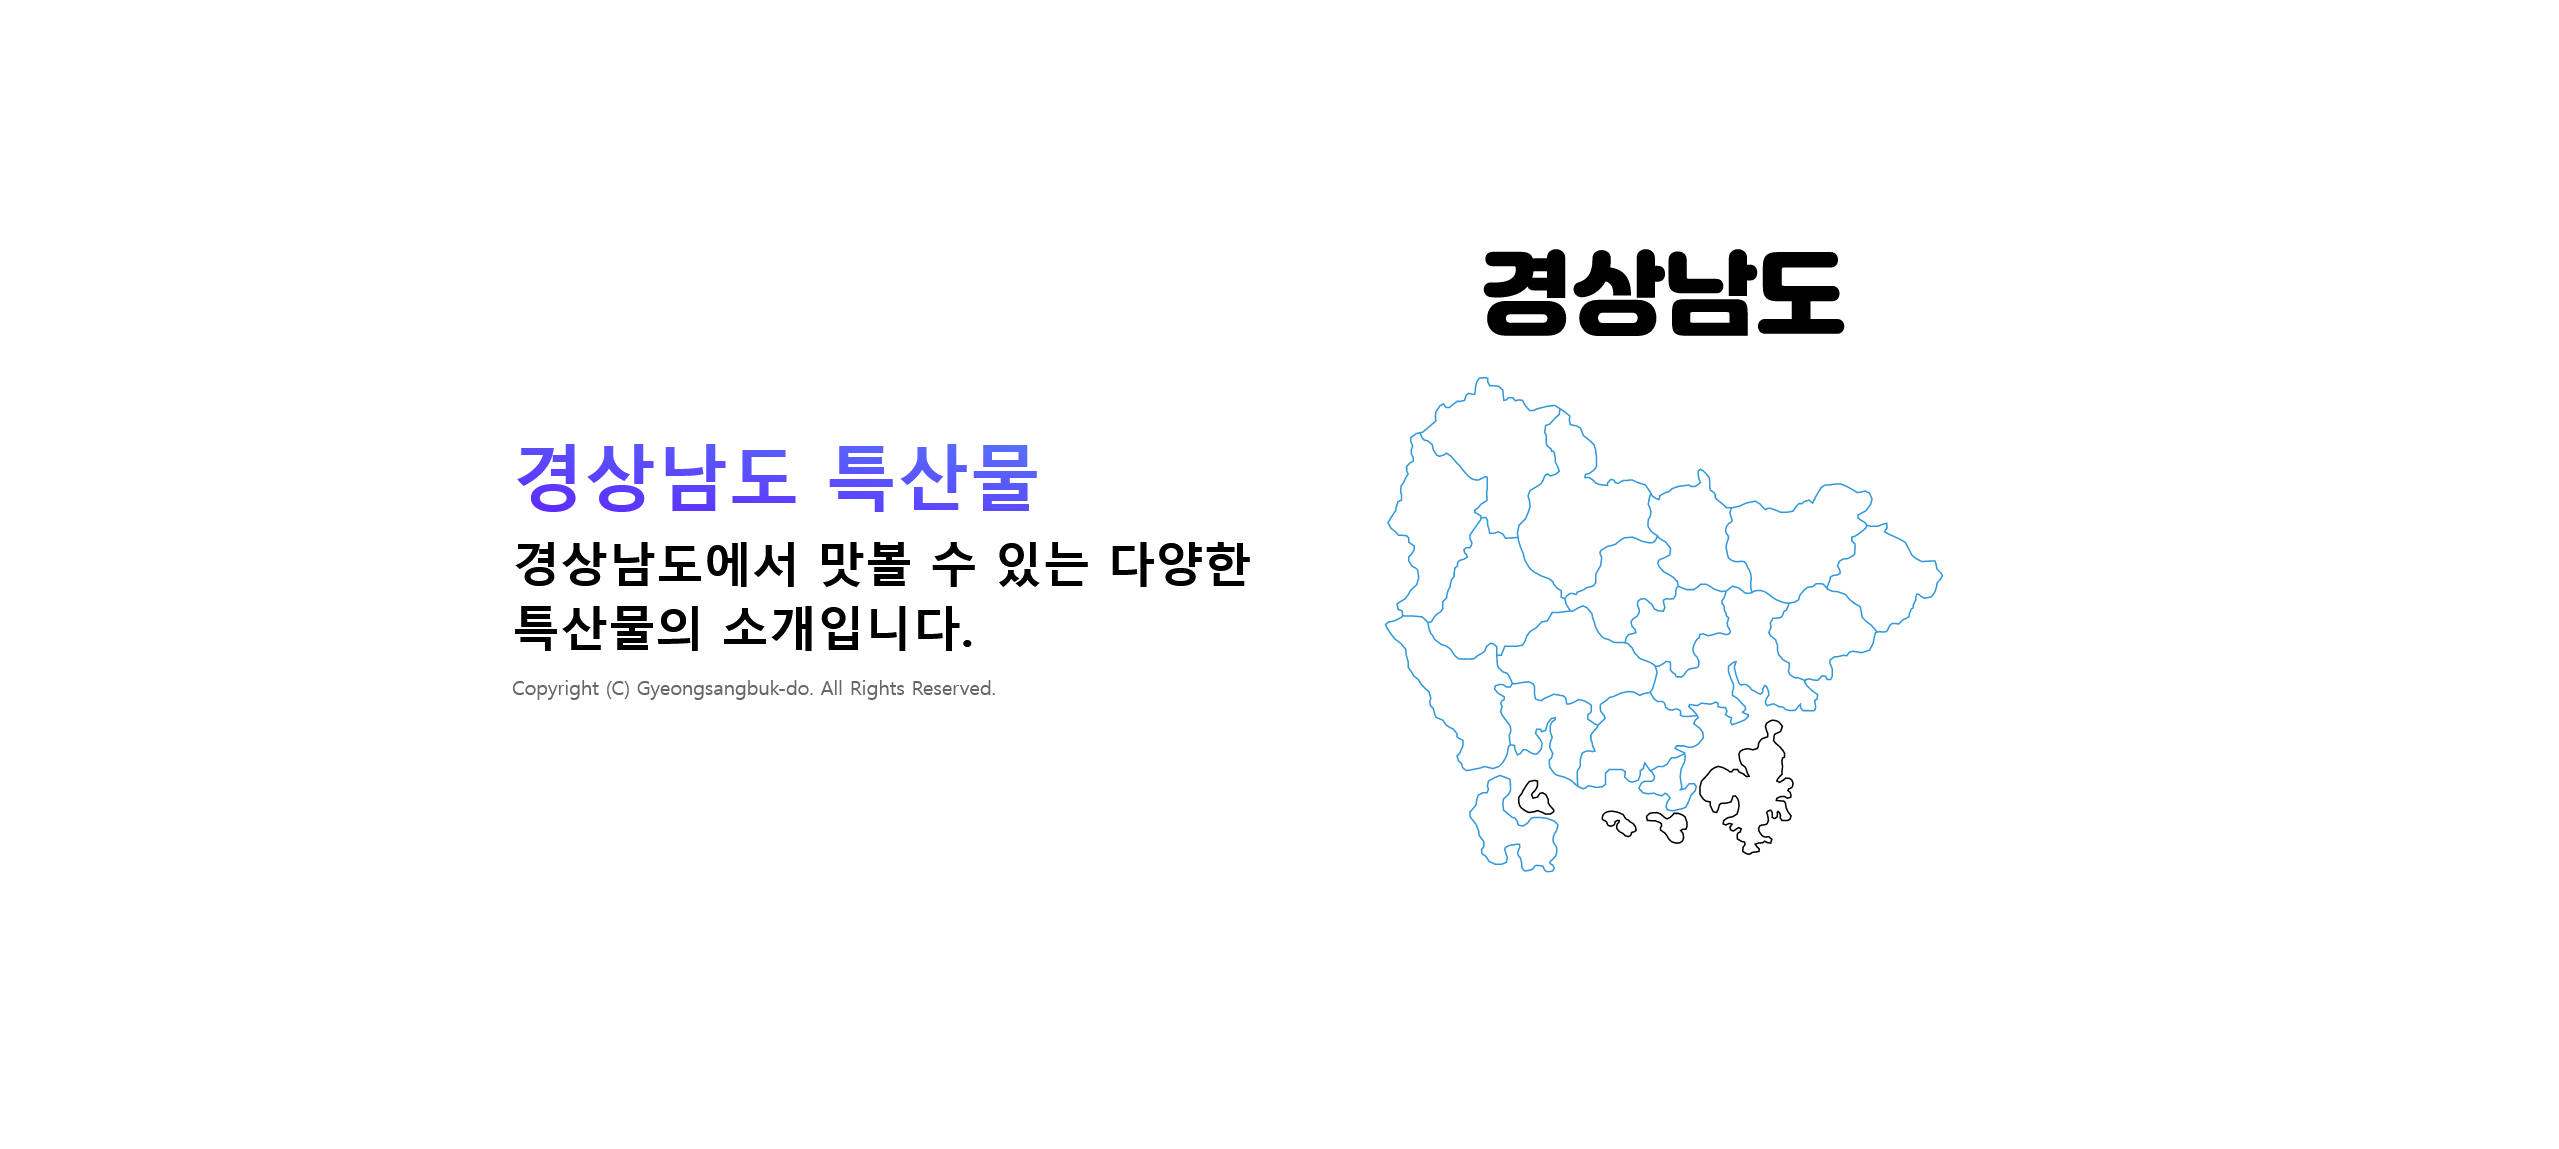 경상남도
경상남도 특산물
경상남도에서 맛볼 수 있는 다양한
특산물의 소개입니다.
Copyright (C) Gyeongsangbuk-do. All Rights Reserved.